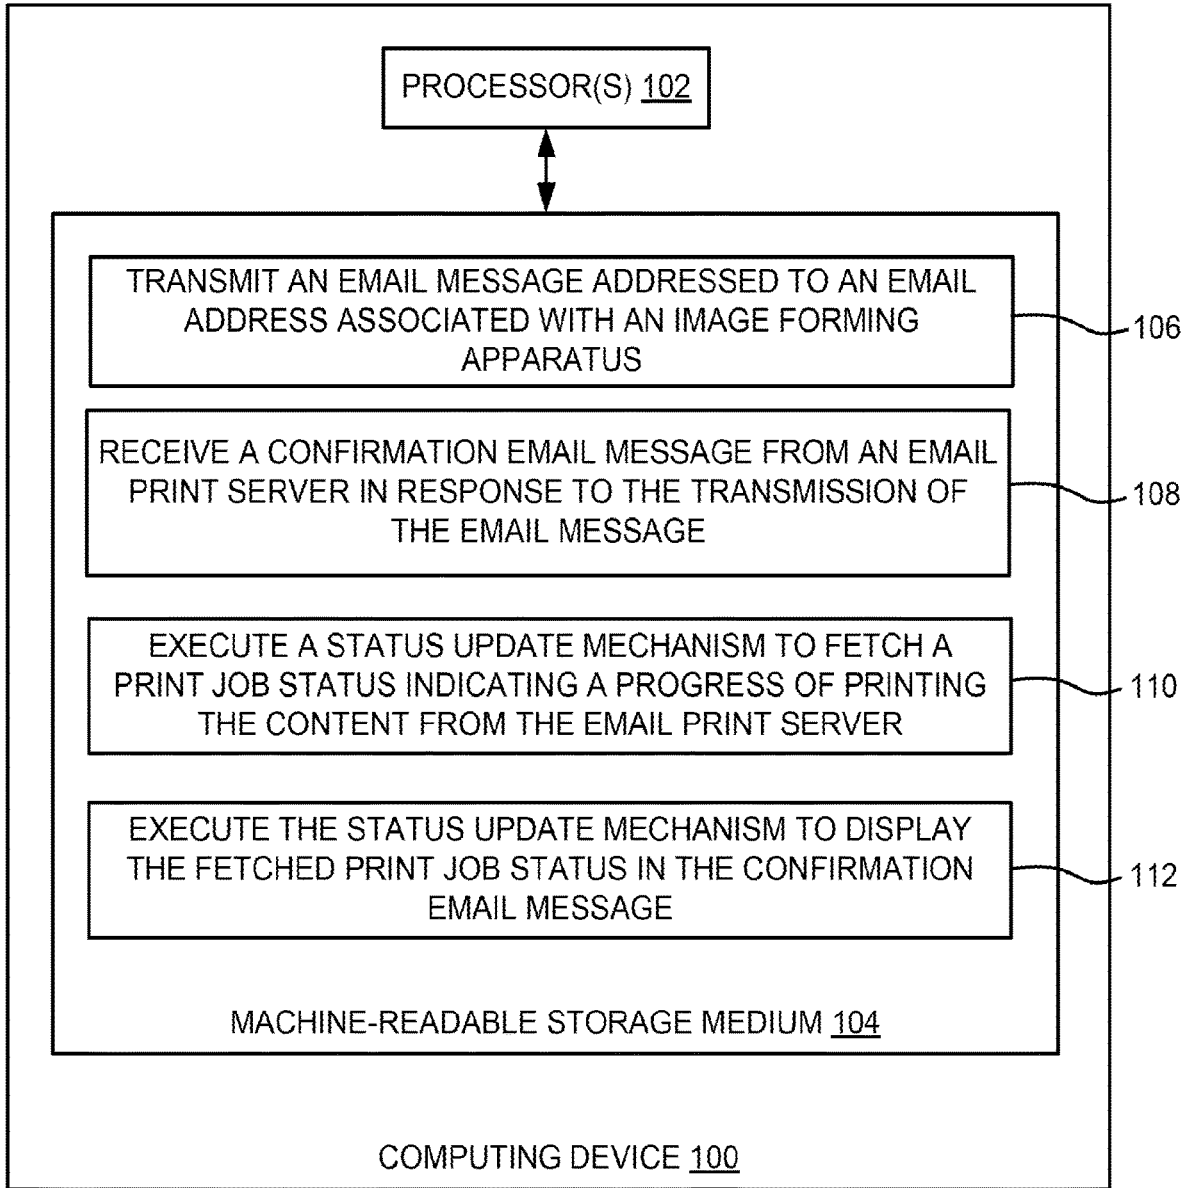 PROCESSOR(S) 102
TRANSMIT AN EMAIL MESSAGE ADDRESSED TO AN EMAIL
ADDRESS ASSOCIATED WITH AN IMAGE FORMING
APPARATUS
106
RECEIVE A CONFIRMATION EMAIL MESSAGE FROM AN EMAIL
PRINT SERVER IN RESPONSE TO THE TRANSMISSION OF
THE EMAIL MESSAGE
108
EXECUTE A STATUS UPDATE MECHANISM TO FETCH A
PRINT JOB STATUS INDICATING A PROGRESS OF PRINTING
THE CONTENT FROM THE EMAIL PRINT SERVER
110
EXECUTE THE STATUS UPDATE MECHANISM TO DISPLAY
THE FETCHED PRINT JOB STATUS IN THE CONFIRMATION
EMAIL MESSAGE
112
MACHINE-READABLE STORAGE MEDIUM 104
COMPUTING DEVICE 100